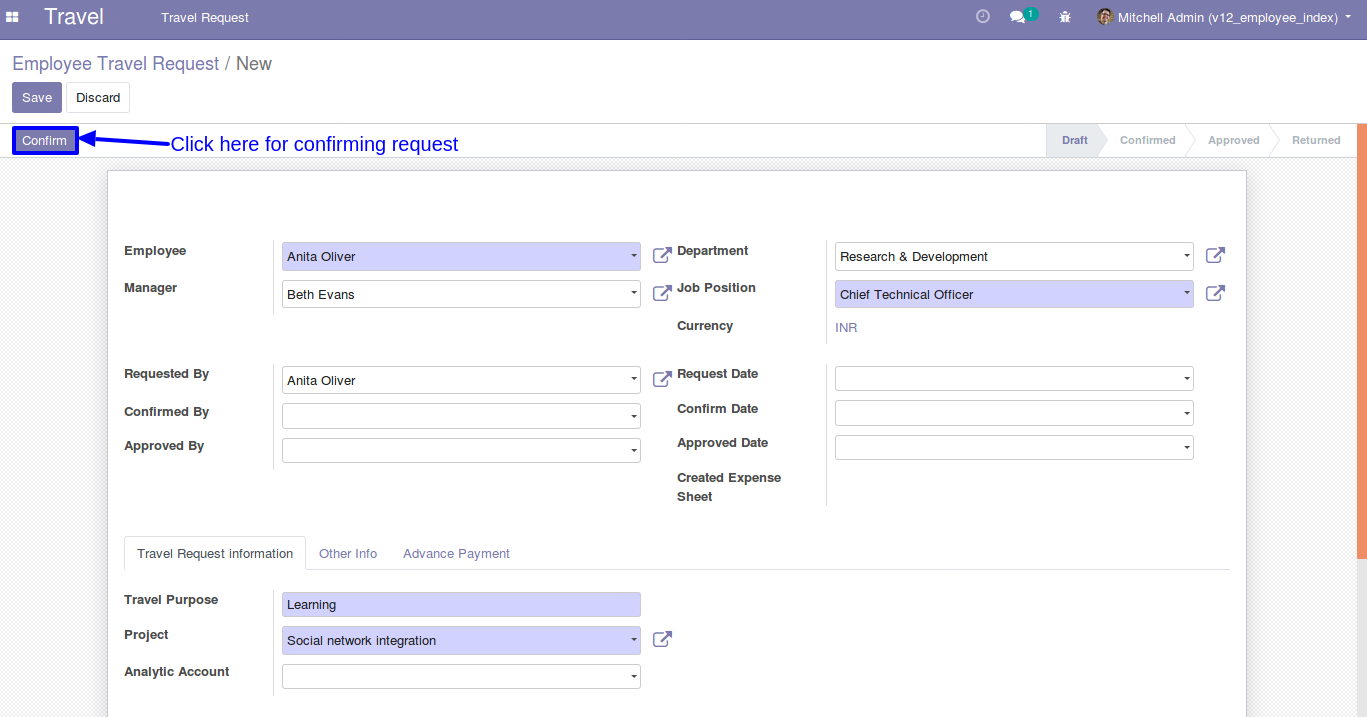 Travel Travel Request 1 Mitchell Admin (v12_employee_index)
Employee Travel Request / New
Save Discard
Confirm Click here for confirming request Draft Confirmed Approved Returned
Employee Anita Oliver Department Research & Development
Manager Beth Evans Job Position Chief Technical Officer
Currency INR
Requested By Anita Oliver Request Date
Confirmed By Confirm Date
Approved By Approved Date
Created Expense
Sheet
Travel Request information Other Info Advance Payment
Travel Purpose Learning
Project Social network integration
Analytic Account